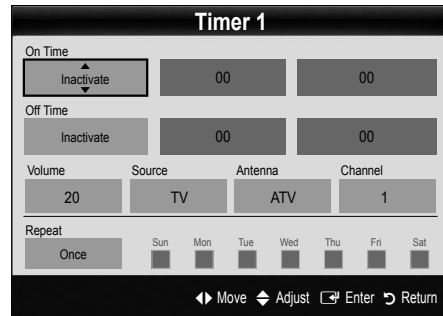 Timer 1
On Time
Inactivate 00 00
Off Time
Inactivate 00 00
Volume Source Antenna Channel
20 TV ATV 1
Repeat
Once Sun Mon Tue Wed Thu Fri Sat
Move Adjust Enter Return